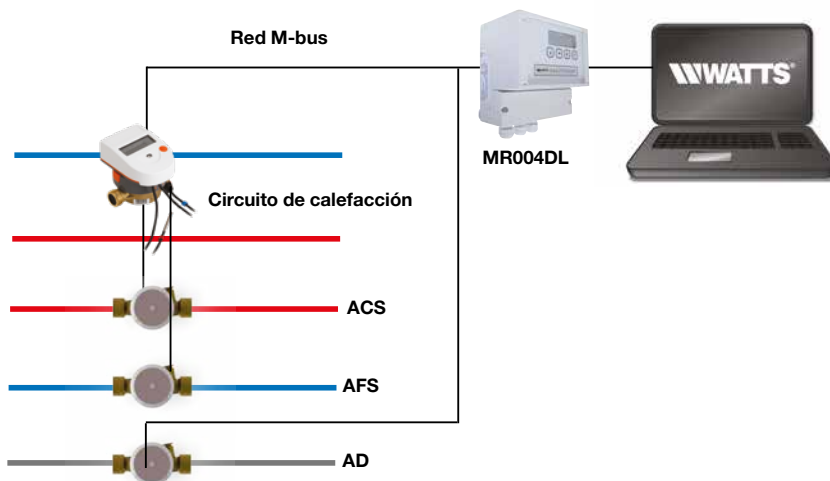 Red M-bus
WATTS®
MR004DL
Circuito de calefacción
ACS
AFS
AD